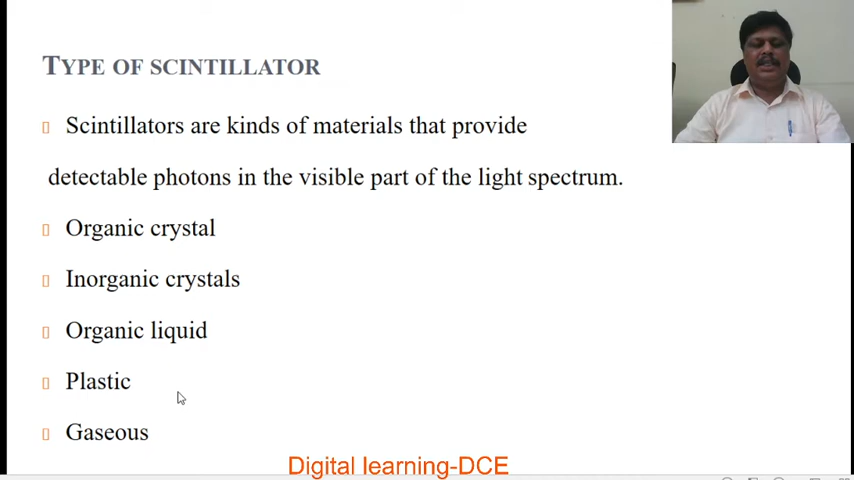 TYPE OF SCINTILLATOR
Scintillators are kinds of materials that provide
detectable photons in the visible part of the light spectrum.
Organic crystal
Inorganic crystals
Organic liquid
Plastic
Gaseous
Digital learning-DCE